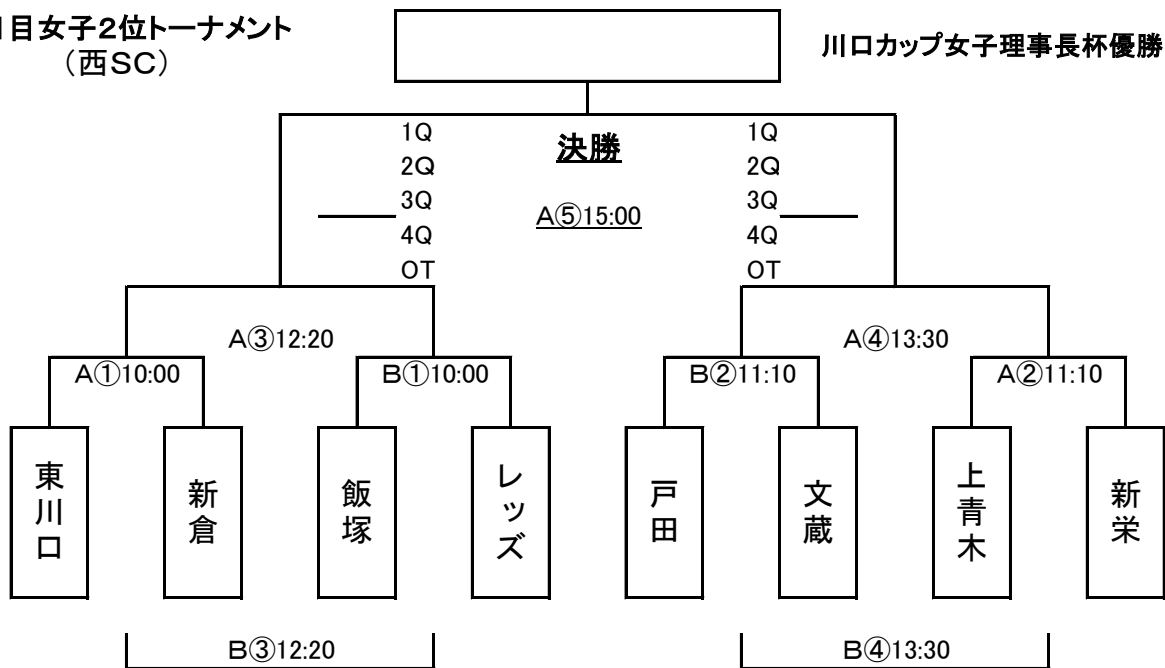 目女子2位トーナメント
(西SC)
川口カップ女子理事長杯優勝
1Q
2Q
3Q
4Q
OT
決勝
A⑤15:00
1Q
2Q
3Q
4Q
OT
A③12:20
A④13:30
A①10:00
B①10:00
B②11:10
A②11:10
東川口
新倉
飯塚
レッズ
戸田
文蔵
上青木
新栄
B③12:20
B④13:30